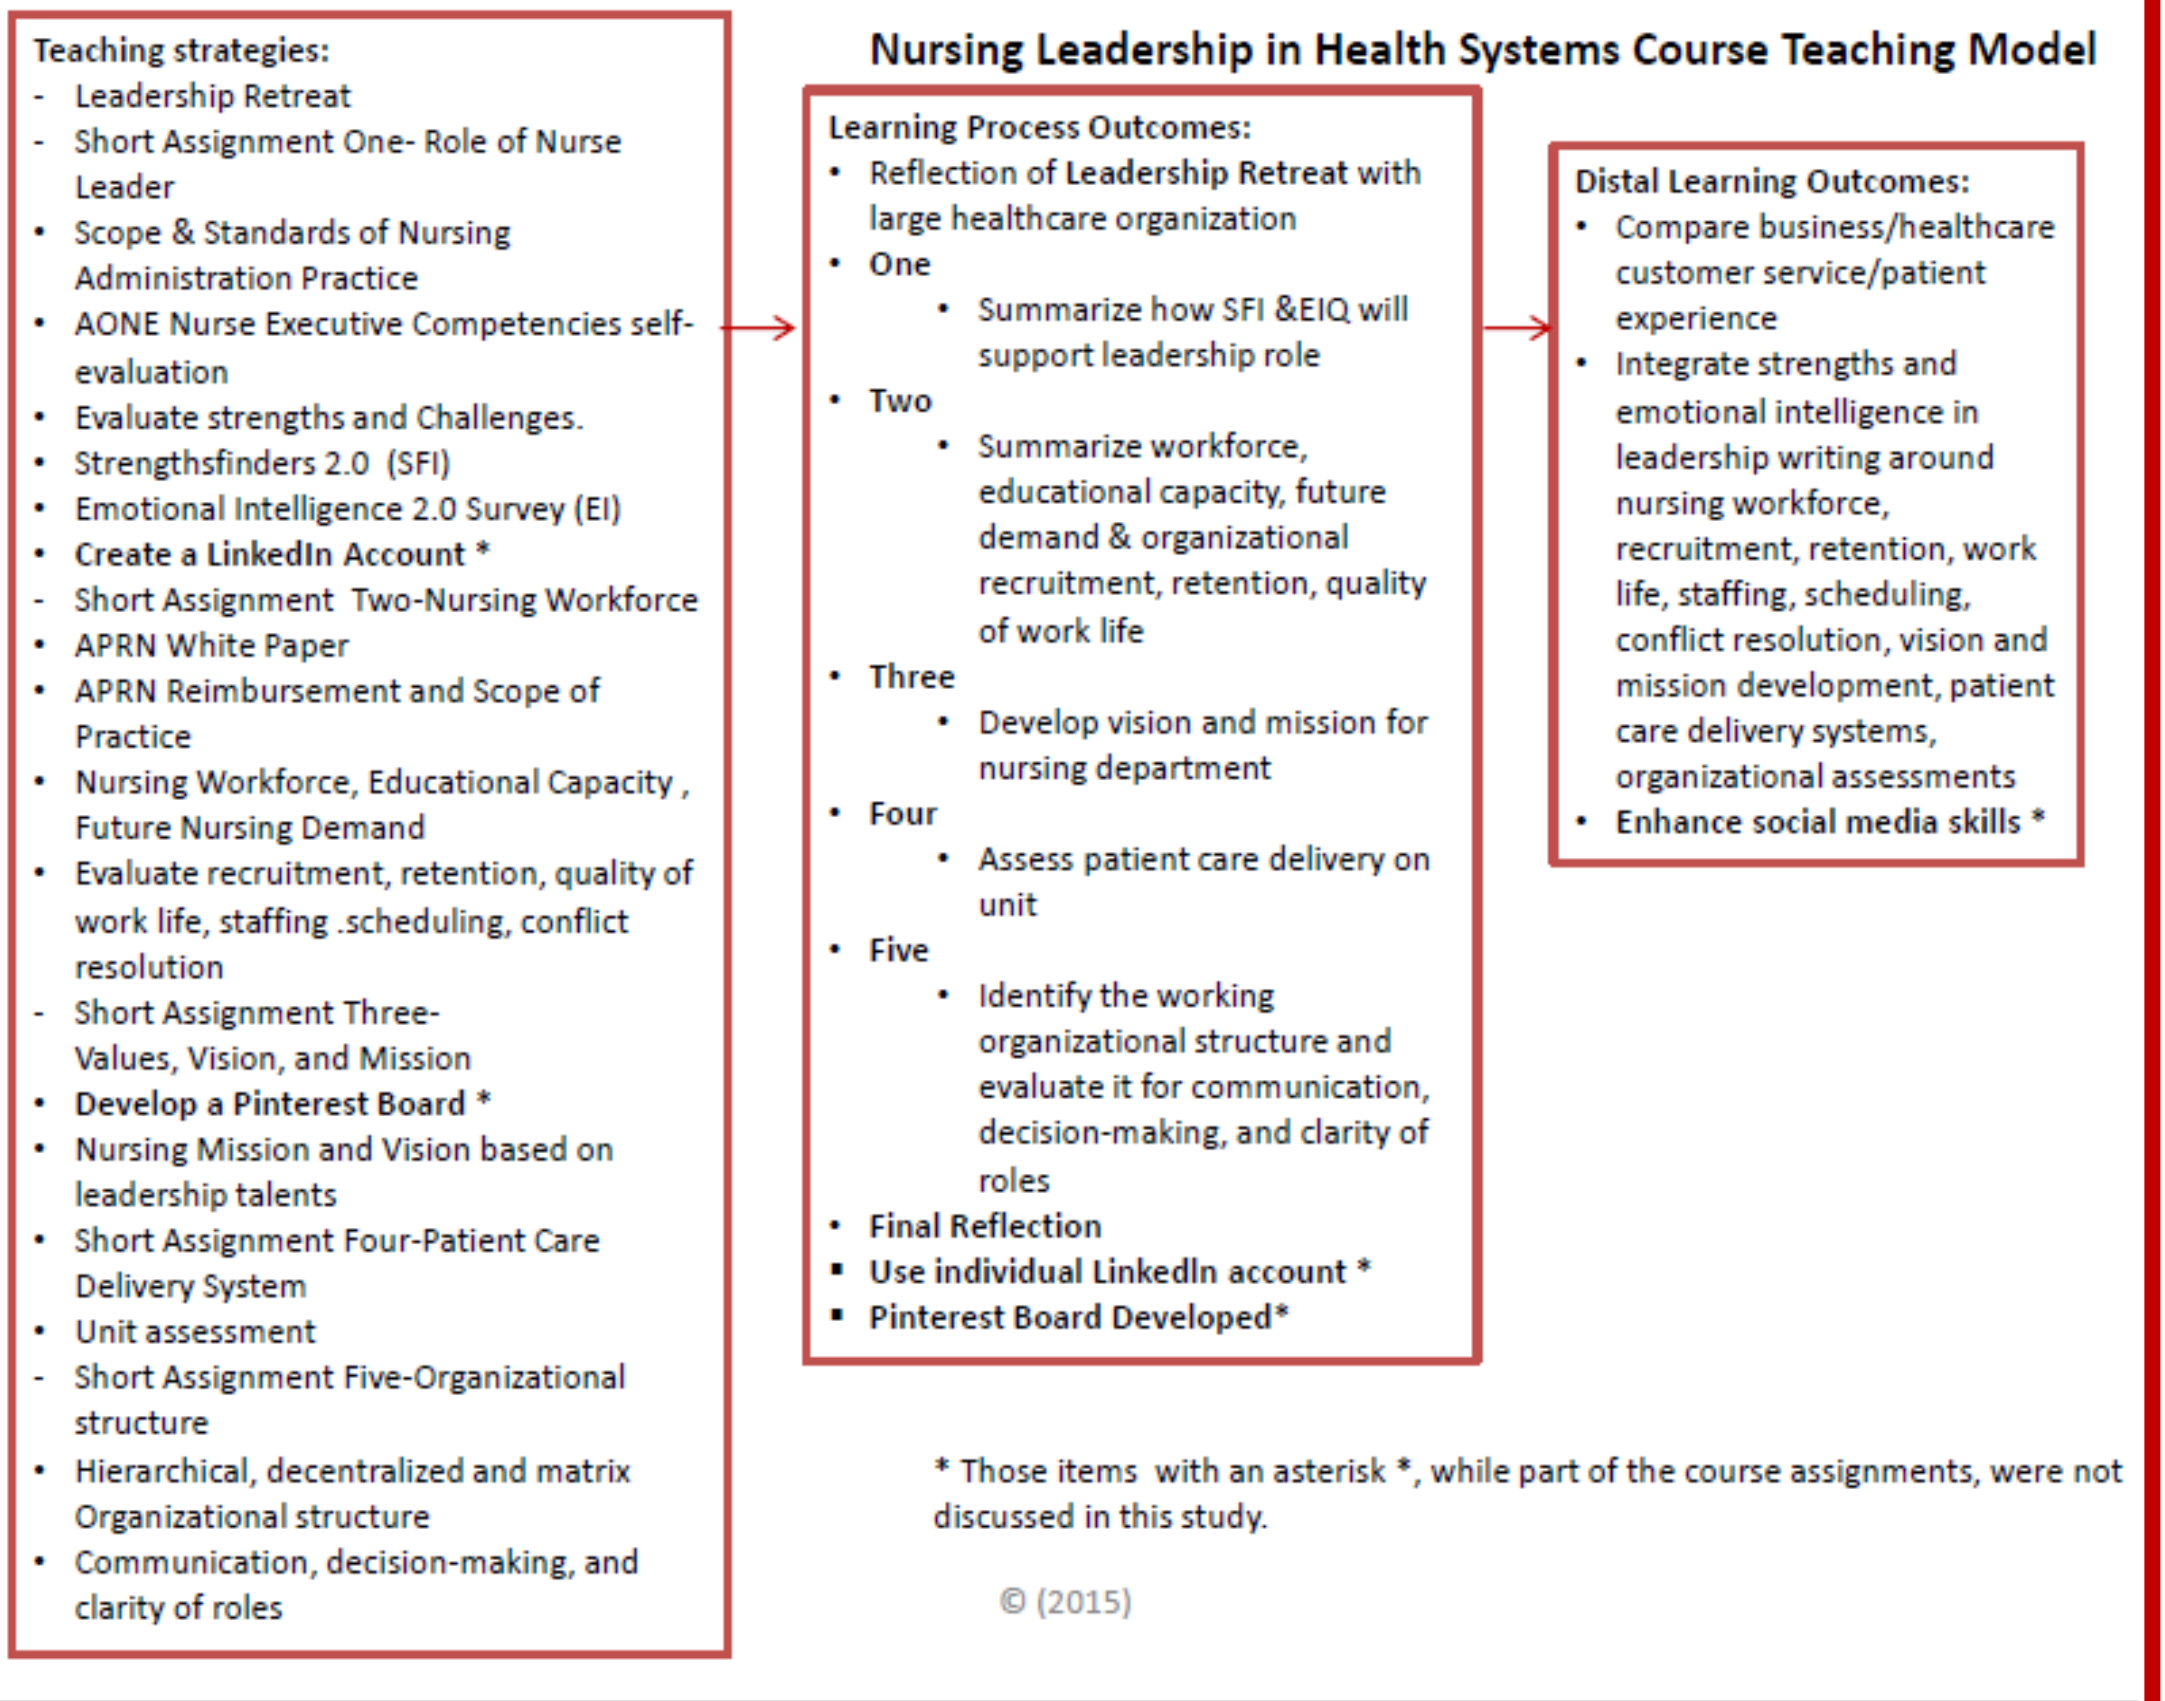 Teaching strategies:
- Leadership Retreat
- Short Assignment One- Role of Nurse
Leader
• Scope & Standards of Nursing
Administration Practice
• AONE Nurse Executive Competencies self-
evaluation
• Evaluate strengths and Challenges.
• Strengthsfinders 2.0 (SFI)
• Emotional Intelligence 2.0 Survey (EI)
• Create a LinkedIn Account *
- Short Assignment Two-Nursing Workforce
• APRN White Paper
• APRN Reimbursement and Scope of
Practice
• Nursing Workforce, Educational Capacity ,
Future Nursing Demand
• Evaluate recruitment, retention, quality of
work life, staffing .scheduling, conflict
resolution
- Short Assignment Three-
Values, Vision, and Mission
• Develop a Pinterest Board *
• Nursing Mission and Vision based on
leadership talents
• Short Assignment Four-Patient Care
Delivery System
• Unit assessment
- Short Assignment Five-Organizational
structure
• Hierarchical, decentralized and matrix
Organizational structure
• Communication, decision-making, and
clarity of roles
Nursing Leadership in Health Systems Course Teaching Model
Learning Process Outcomes:
• Reflection of Leadership Retreat with
large healthcare organization
• One
• Summarize how SFI &EIQ will
support leadership role
• Two
• Summarize workforce,
educational capacity, future
demand & organizational
recruitment, retention, quality
of work life
• Three
• Develop vision and mission for
nursing department
• Four
• Assess patient care delivery on
unit
• Five
• Identify the working
organizational structure and
evaluate it for communication,
decision-making, and clarity of
roles
• Final Reflection
▪ Use individual LinkedIn account *
▪ Pinterest Board Developed*
Distal Learning Outcomes:
• Compare business/healthcare
customer service/patient
experience
• Integrate strengths and
emotional intelligence in
leadership writing around
nursing workforce,
recruitment, retention, work
life, staffing, scheduling,
conflict resolution, vision and
mission development, patient
care delivery systems,
organizational assessments
• Enhance social media skills *
* Those items with an asterisk *, while part of the course assignments, were not
discussed in this study.
© (2015)